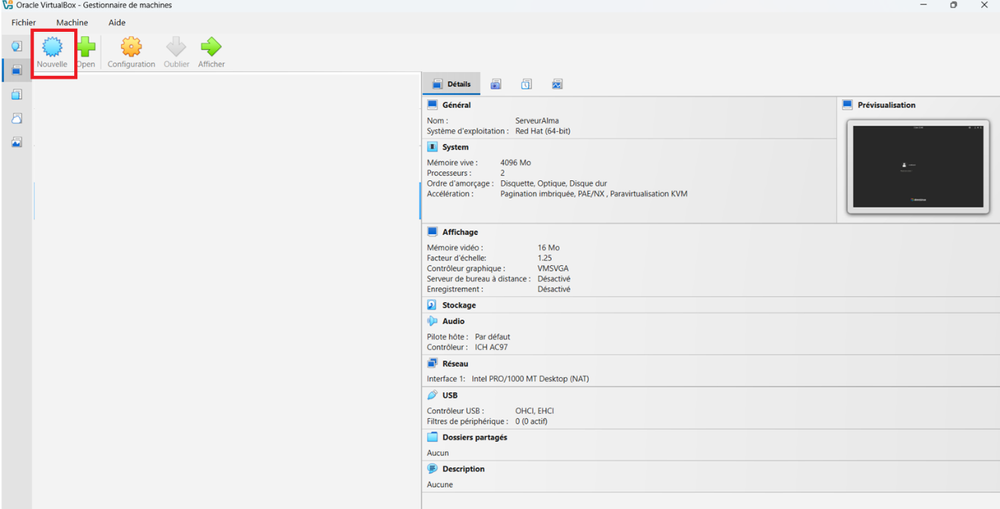 Oracle VirtualBox - Gestionnaire de machines
Fichier Machine Aide
Nouvelle Open Configuration Oublier Afficher
Détails
Général
Nom : ServeurAlma
Système d'exploitation : Red Hat (64-bit)
Prévisualisation
System
Mémoire vive : 4096 Mo
Processeurs : 2
Ordre d'amorçage : Disquette, Optique, Disque dur
Accélération : Pagination imbriquée, PAE/NX , Paravirtualisation KVM
Affichage
Mémoire vidéo : 16 Mo
Facteur d'échelle: 1.25
Contrôleur graphique : VMSVGA
Serveur de bureau à distance : Désactivé
Enregistrement : Désactivé
Stockage
Audio
Pilote hôte : Par défaut
Contrôleur : ICH AC97
Réseau
Interface 1: Intel PRO/1000 MT Desktop (NAT)
USB
Contrôleur USB : OHCI, EHCI
Filtres de périphérique : 0 (0 actif)
Dossiers partagés
Aucun
Description
Aucune